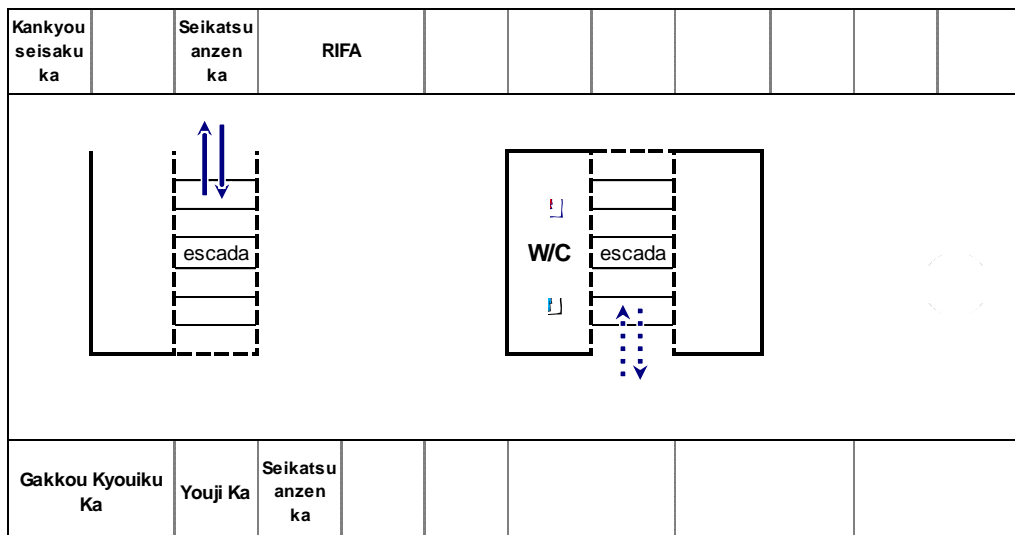 Kankyou
seisaku
ka
Seikatsu
anzen
ka
RIFA
escada
W/C
escada
Gakkou Kyouiku
Ka
Youji Ka
Seikatsu
anzen
ka